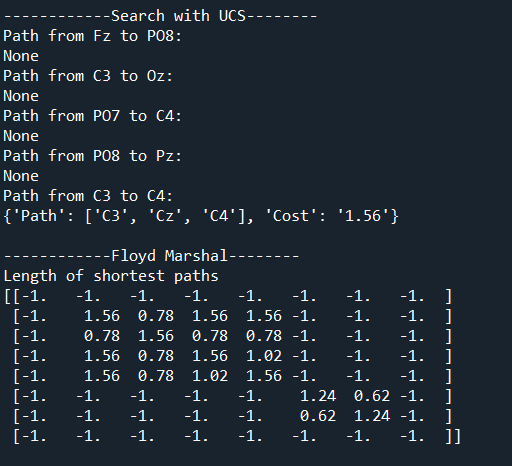 ------------Search with UCS--------
Path from Fz to PO8:
None
Path from C3 to Oz:
None
Path from PO7 to C4:
None
Path from PO8 to Pz:
None
Path from C3 to C4:
{'Path': ['C3', 'Cz', 'C4'], 'Cost': '1.56'}

------------Floyd Marshal--------
Length of shortest paths
[[-1.   -1.   -1.   -1.   -1.   -1.   -1.   -1.  ]
 [-1.    1.56  0.78  1.56  1.56 -1.   -1.   -1.  ]
 [-1.    0.78  1.56  0.78  0.78 -1.   -1.   -1.  ]
 [-1.    1.56  0.78  1.56  1.02 -1.   -1.   -1.  ]
 [-1.    1.56  0.78  1.02  1.56 -1.   -1.   -1.  ]
 [-1.   -1.   -1.   -1.   -1.    1.24  0.62 -1.  ]
 [-1.   -1.   -1.   -1.   -1.    0.62  1.24 -1.  ]
 [-1.   -1.   -1.   -1.   -1.   -1.   -1.   -1.  ]]